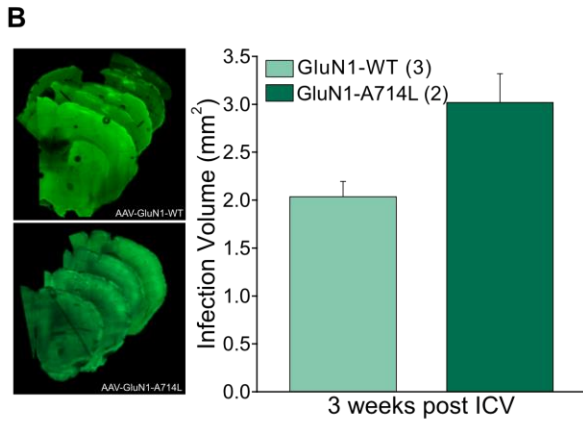 B
AAV-GluN1-WT
AAV-GluN1-A714L
Infection Volume (mm²)
3.5
3.0
2.5
2.0
1.5
1.0
0.5
0.0
GluN1-WT (3)
GluN1-A714L (2)
3 weeks post ICV